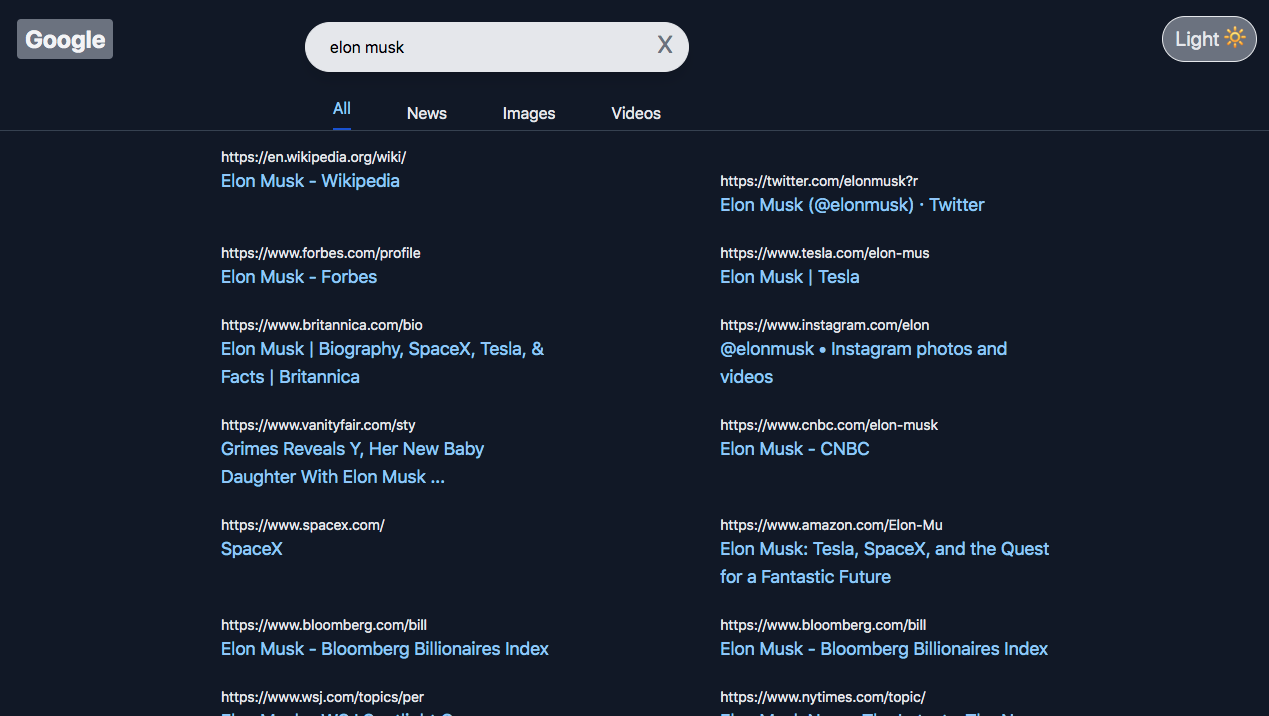 Google
elon musk
X
Light
All
News
Images
Videos
https://en.wikipedia.org/wiki/
Elon Musk - Wikipedia
https://twitter.com/elonmusk?r
Elon Musk (@elonmusk) · Twitter
https://www.forbes.com/profile
Elon Musk - Forbes
https://www.tesla.com/elon-mus
Elon Musk | Tesla
https://www.britannica.com/bio
Elon Musk | Biography, SpaceX, Tesla, &
Facts | Britannica
https://www.instagram.com/elon
@elonmusk • Instagram photos and
videos
https://www.vanityfair.com/sty
Grimes Reveals Y, Her New Baby
Daughter With Elon Musk ...
https://www.cnbc.com/elon-musk
Elon Musk - CNBC
https://www.spacex.com/
SpaceX
https://www.amazon.com/Elon-Mu
Elon Musk: Tesla, SpaceX, and the Quest
for a Fantastic Future
https://www.bloomberg.com/bill
Elon Musk - Bloomberg Billionaires Index
https://www.bloomberg.com/bill
Elon Musk - Bloomberg Billionaires Index
https://www.wsj.com/topics/per
https://www.nytimes.com/topic/